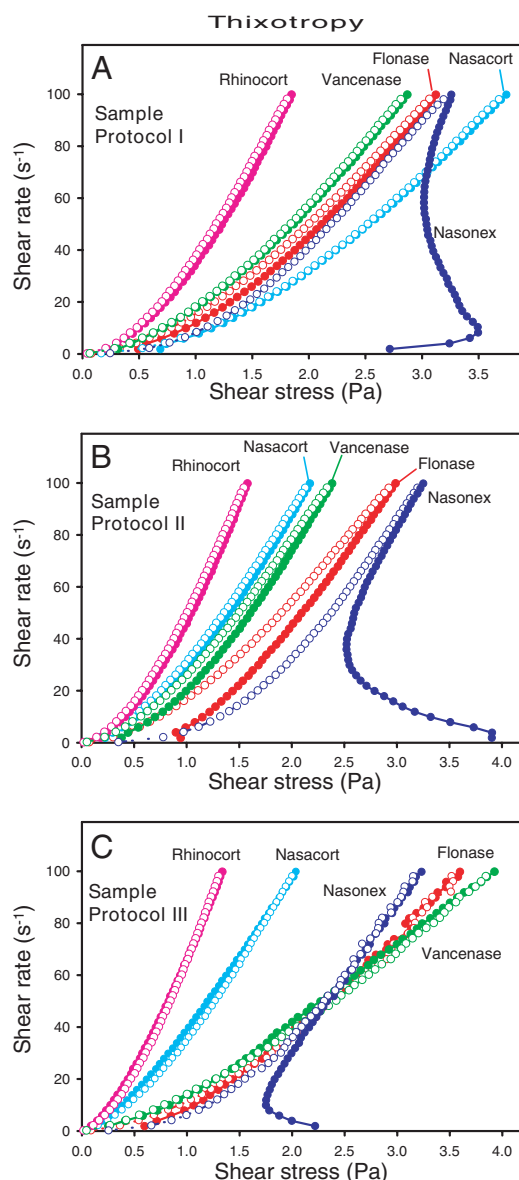 Thixotropy
A
Sample
Protocol I
Rhinocort
Vancenase
Flonase
Nasacort
Nasonex
Shear rate (s-1)
100
80
60
40
20
0
0.0 0.5 1.0 1.5 2.0 2.5 3.0 3.5
Shear stress (Pa)
B
Sample
Protocol II
Rhinocort
Nasacort
Vancenase
Flonase
Nasonex
Shear rate (s-1)
100
80
60
40
20
0
0.0 0.5 1.0 1.5 2.0 2.5 3.0 3.5 4.0
Shear stress (Pa)
C
Sample
Protocol III
Rhinocort
Nasacort
Nasonex
Flonase
Vancenase
Shear rate (s-1)
100
80
60
40
20
0
0.0 0.5 1.0 1.5 2.0 2.5 3.0 3.5 4.0
Shear stress (Pa)